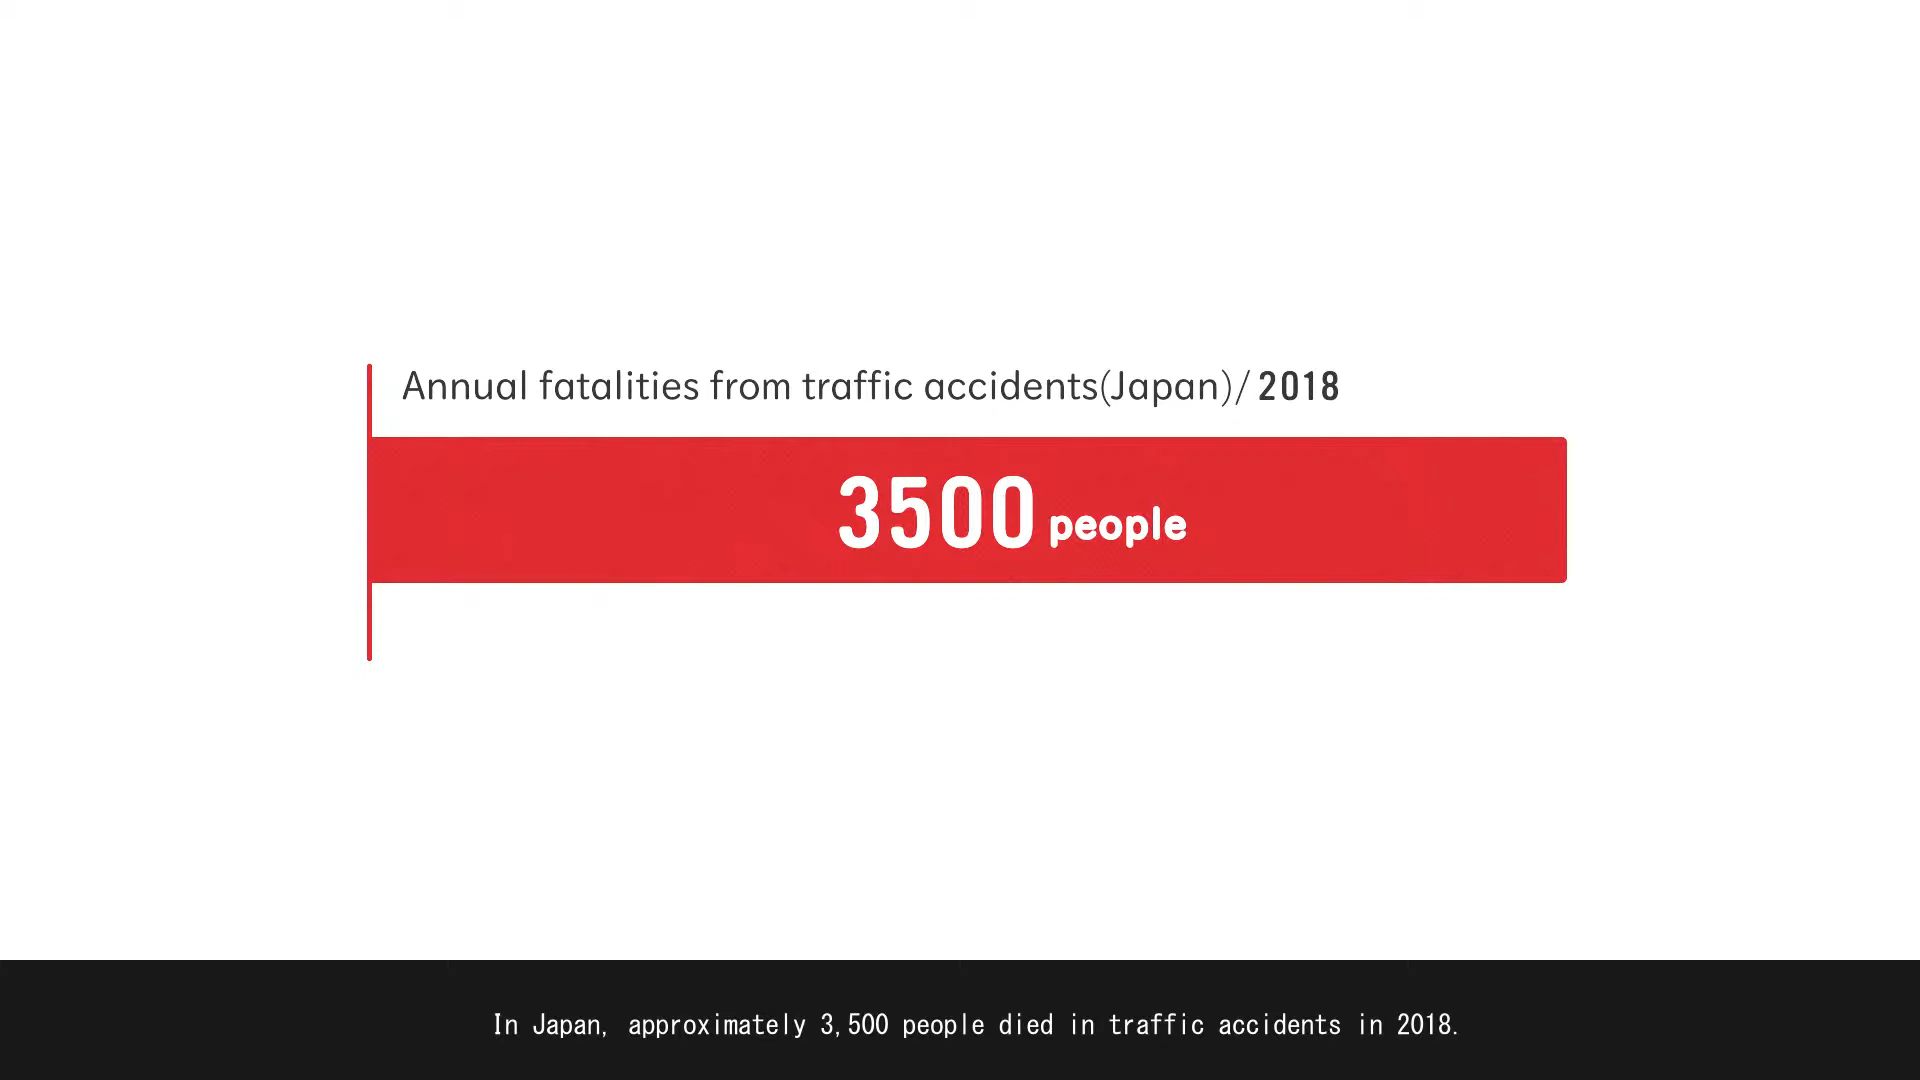 Annual fatalities from traffic accidents(Japan)/ 2018
3500 people
In Japan, approximately 3,500 people died in traffic accidents in 2018.